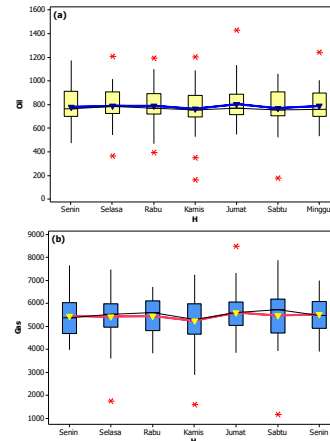 (a)
1600
1400
1200
1000
800
600
400
200
0
Oil
Senin Selasa Rabu Kamis Jumat Sabtu Minggu
H
(b)
9000
8000
7000
6000
5000
4000
3000
2000
1000
Gas
Senin Selasa Rabu Kamis Jumat Sabtu Senin
H